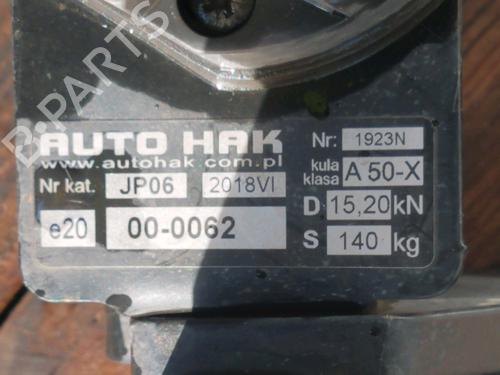 AUTO HAK
www.autohak.com.pl
Nr: 1923N
kula klasa A 50-X
Nr kat. JP06 2018VI
D 15,20 kN
e20 00-0062
S 140 kg
B-PARTS